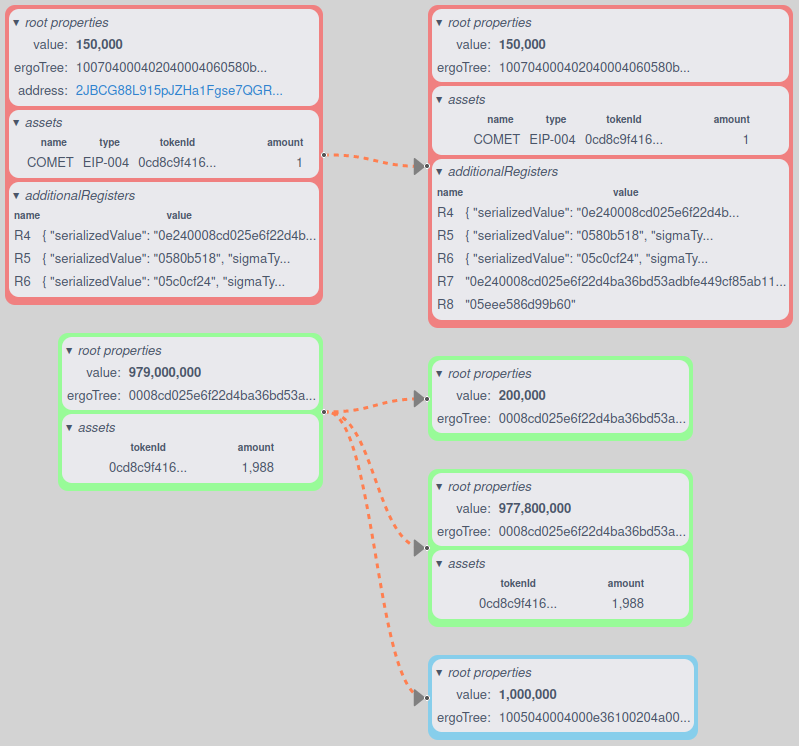 ▾ root properties
value: 150,000
ergoTree: 100704000402040004060580b...
address: 2JBCG88L915pJZHa1Fgse7QGR...
▾ assets
name type tokenId amount
COMET EIP-004 0cd8c9f416... 1
▾ additionalRegisters
name value
R4 { "serializedValue": "0e240008cd025e6f22d4b...
R5 { "serializedValue": "0580b518", "sigmaTy...
R6 { "serializedValue": "05c0cf24", "sigmaTy...
▾ root properties
value: 150,000
ergoTree: 100704000402040004060580b...
▾ assets
name type tokenId amount
COMET EIP-004 0cd8c9f416... 1
▾ additionalRegisters
name value
R4 { "serializedValue": "0e240008cd025e6f22d4b...
R5 { "serializedValue": "0580b518", "sigmaTy...
R6 { "serializedValue": "05c0cf24", "sigmaTy...
R7 "0e240008cd025e6f22d4ba36bd53adbfe449cf85ab11...
R8 "05eee586d99b60"
▾ root properties
value: 979,000,000
ergoTree: 0008cd025e6f22d4ba36bd53a...
▾ assets
tokenId amount
0cd8c9f416... 1,988
▾ root properties
value: 200,000
ergoTree: 0008cd025e6f22d4ba36bd53a...
▾ root properties
value: 977,800,000
ergoTree: 0008cd025e6f22d4ba36bd53a...
▾ assets
tokenId amount
0cd8c9f416... 1,988
▾ root properties
value: 1,000,000
ergoTree: 1005040004000e36100204a00...